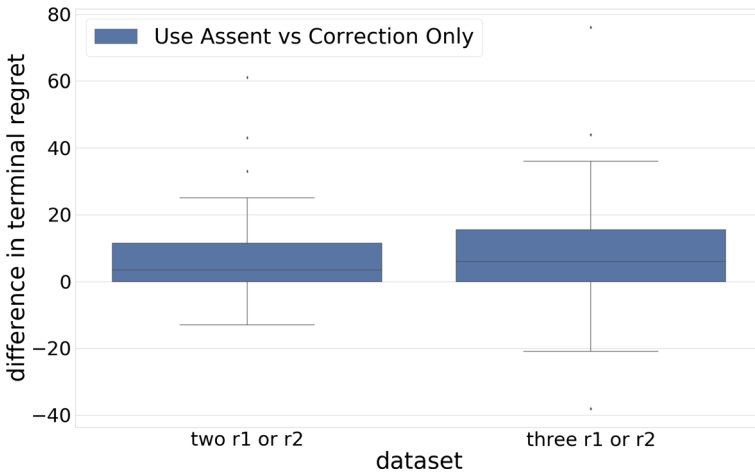 Use Assent vs Correction Only
difference in terminal regret
80
60
40
20
0
−20
−40
two r1 or r2
three r1 or r2
dataset